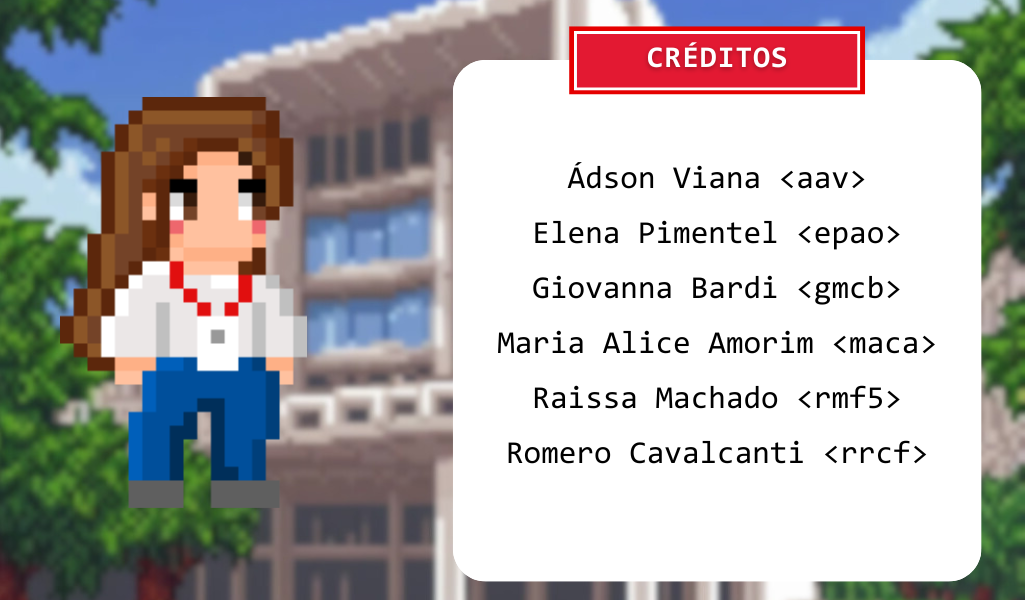 CRÉDITOS
Ádson Viana <aav>
Elena Pimentel <epao>
Giovanna Bardi <gmcb>
Maria Alice Amorim <maca>
Raissa Machado <rmf5>
Romero Cavalcanti <rrcf>